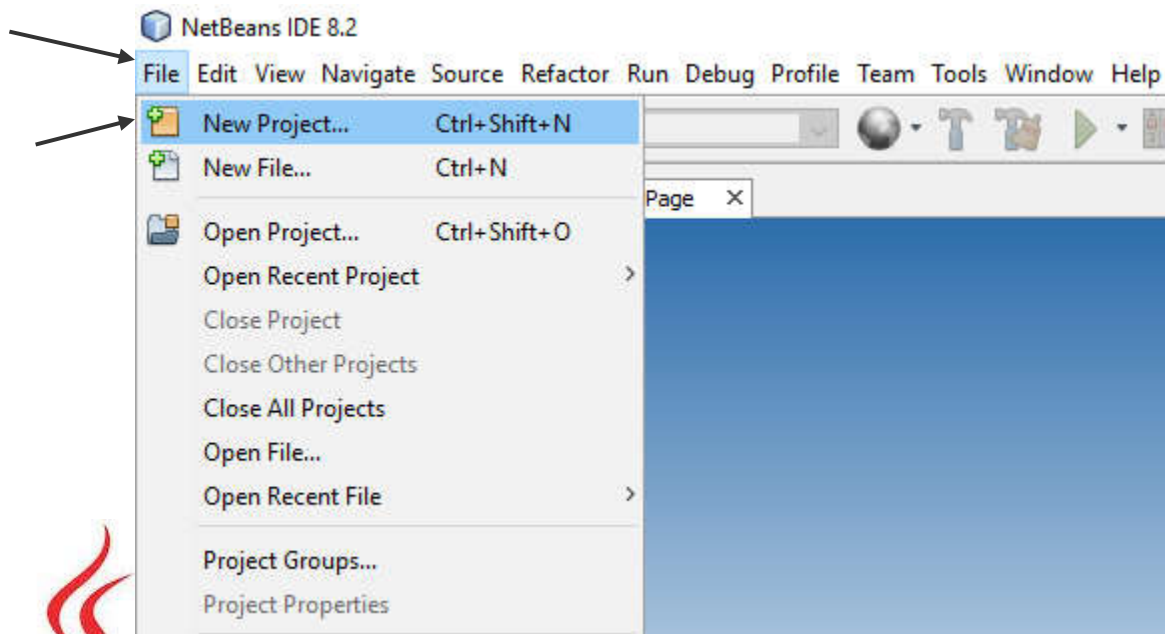 NetBeans IDE 8.2
File Edit View Navigate Source Refactor Run Debug Profile Team Tools Window Help
New Project... Ctrl+Shift+N
New File... Ctrl+N
Page
Open Project... Ctrl+Shift+O
Open Recent Project
Close Project
Close Other Projects
Close All Projects
Open File...
Open Recent File
Project Groups...
Project Properties